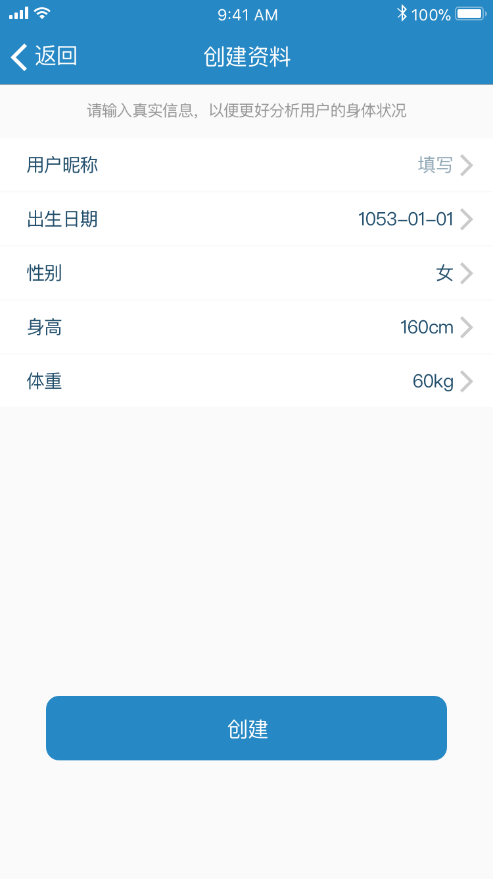 9:41 AM 100%
返回 创建资料
请输入真实信息，以便更好分析用户的身体状况
用户昵称 填写
出生日期 1053-01-01
性别 女
身高 160cm
体重 60kg
创建